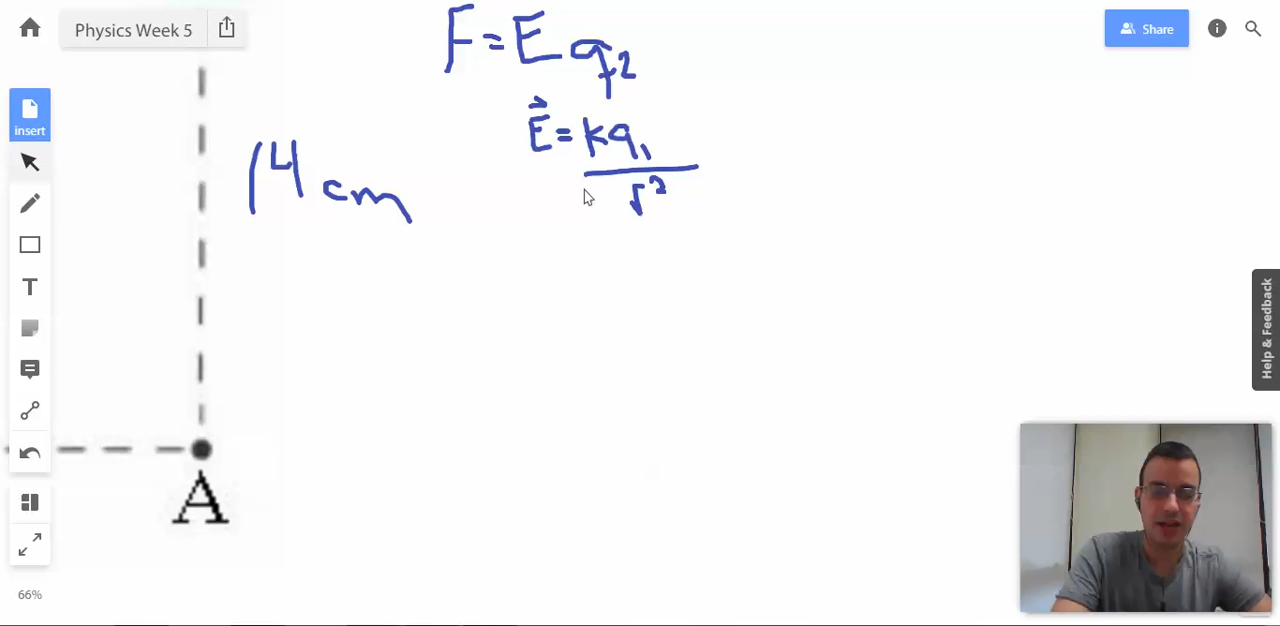 Physics Week 5
Share
F = E q2
insert
E⃗ = kq1
r²
14 cm
T
A
66%
Help & Feedback